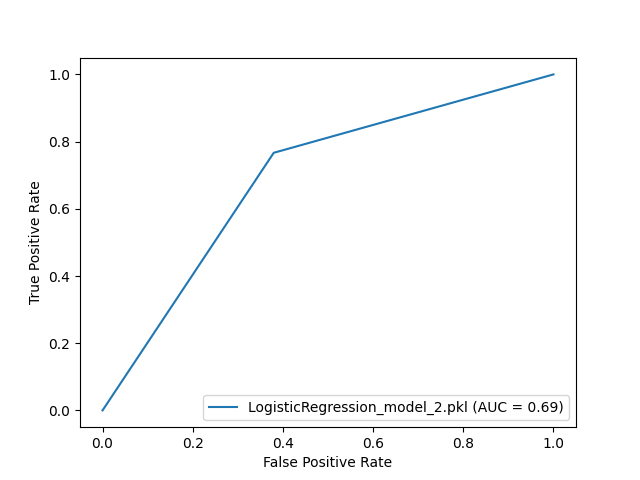 1.0
0.8
0.6
0.4
0.2
0.0
True Positive Rate
LogisticRegression_model_2.pkl (AUC = 0.69)
0.0 0.2 0.4 0.6 0.8 1.0
False Positive Rate